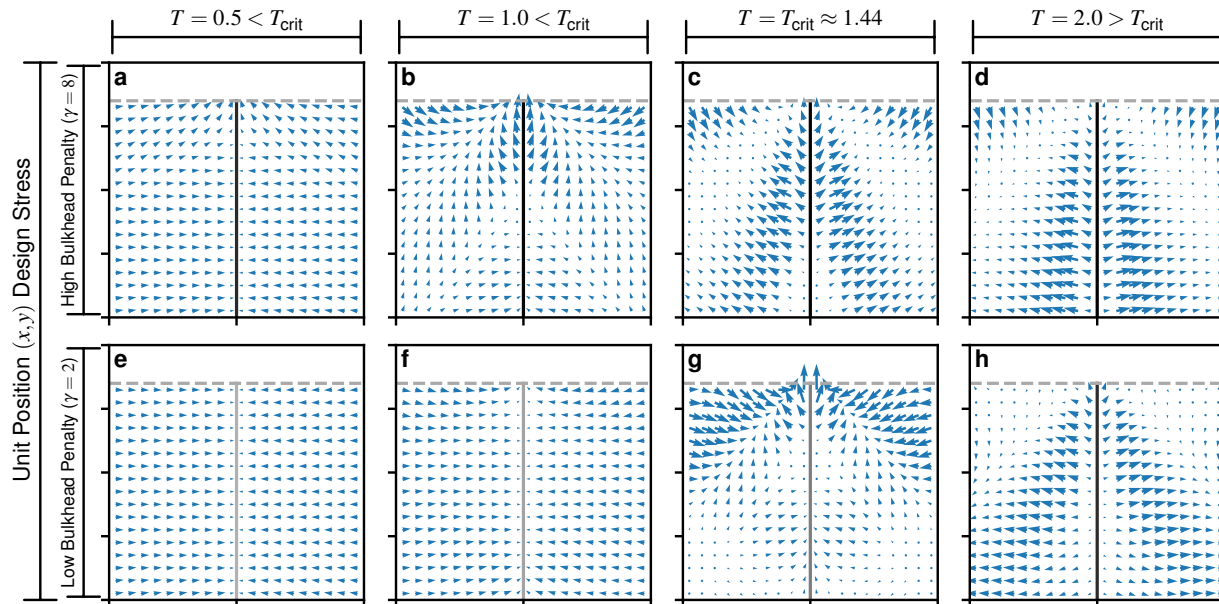 T = 0.5 < T_crit
T = 1.0 < T_crit
T = T_crit ≈ 1.44
T = 2.0 > T_crit
Unit Position (x,y) Design Stress
High Bulkhead Penalty (γ = 8)
a
b
c
d
Low Bulkhead Penalty (γ = 2)
e
f
g
h